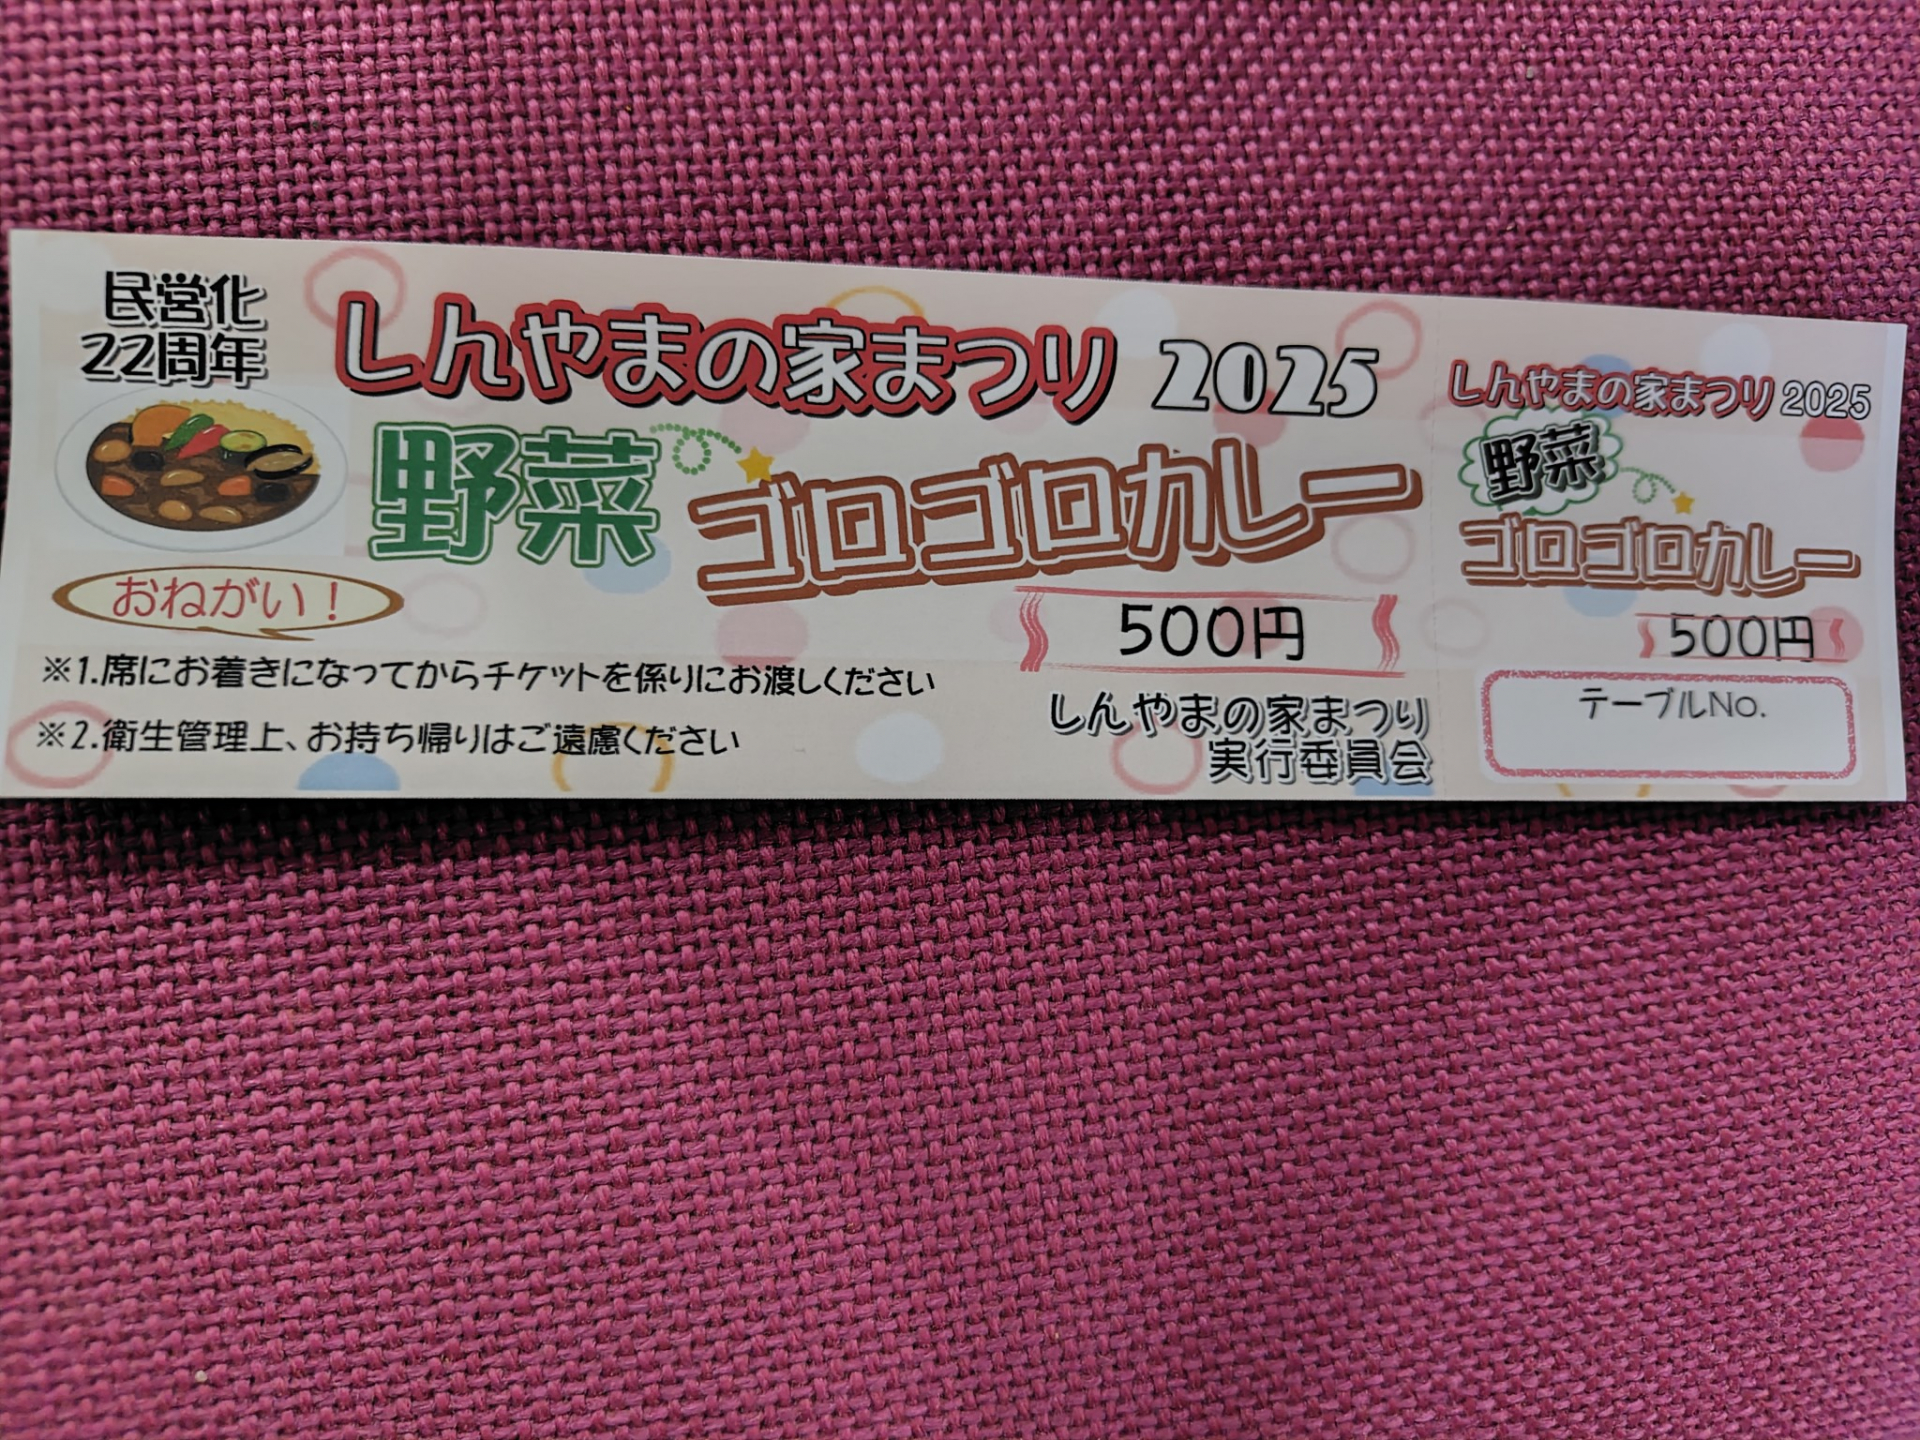 民営化
22周年
しんやまの家まつり 2025
野菜
ゴロゴロカレー
おねがい！
500円
※1.席にお着きになってからチケットを係りにお渡しください
※2.衛生管理上、お持ち帰りはご遠慮ください
しんやまの家まつり
実行委員会
しんやまの家まつり 2025
野菜
ゴロゴロカレー
500円
テーブルNo.